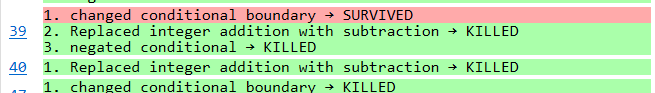 1. changed conditional boundary → SURVIVED
39 2. Replaced integer addition with subtraction → KILLED
3. negated conditional → KILLED
40 1. Replaced integer addition with subtraction → KILLED
1. changed conditional boundary → KILLED